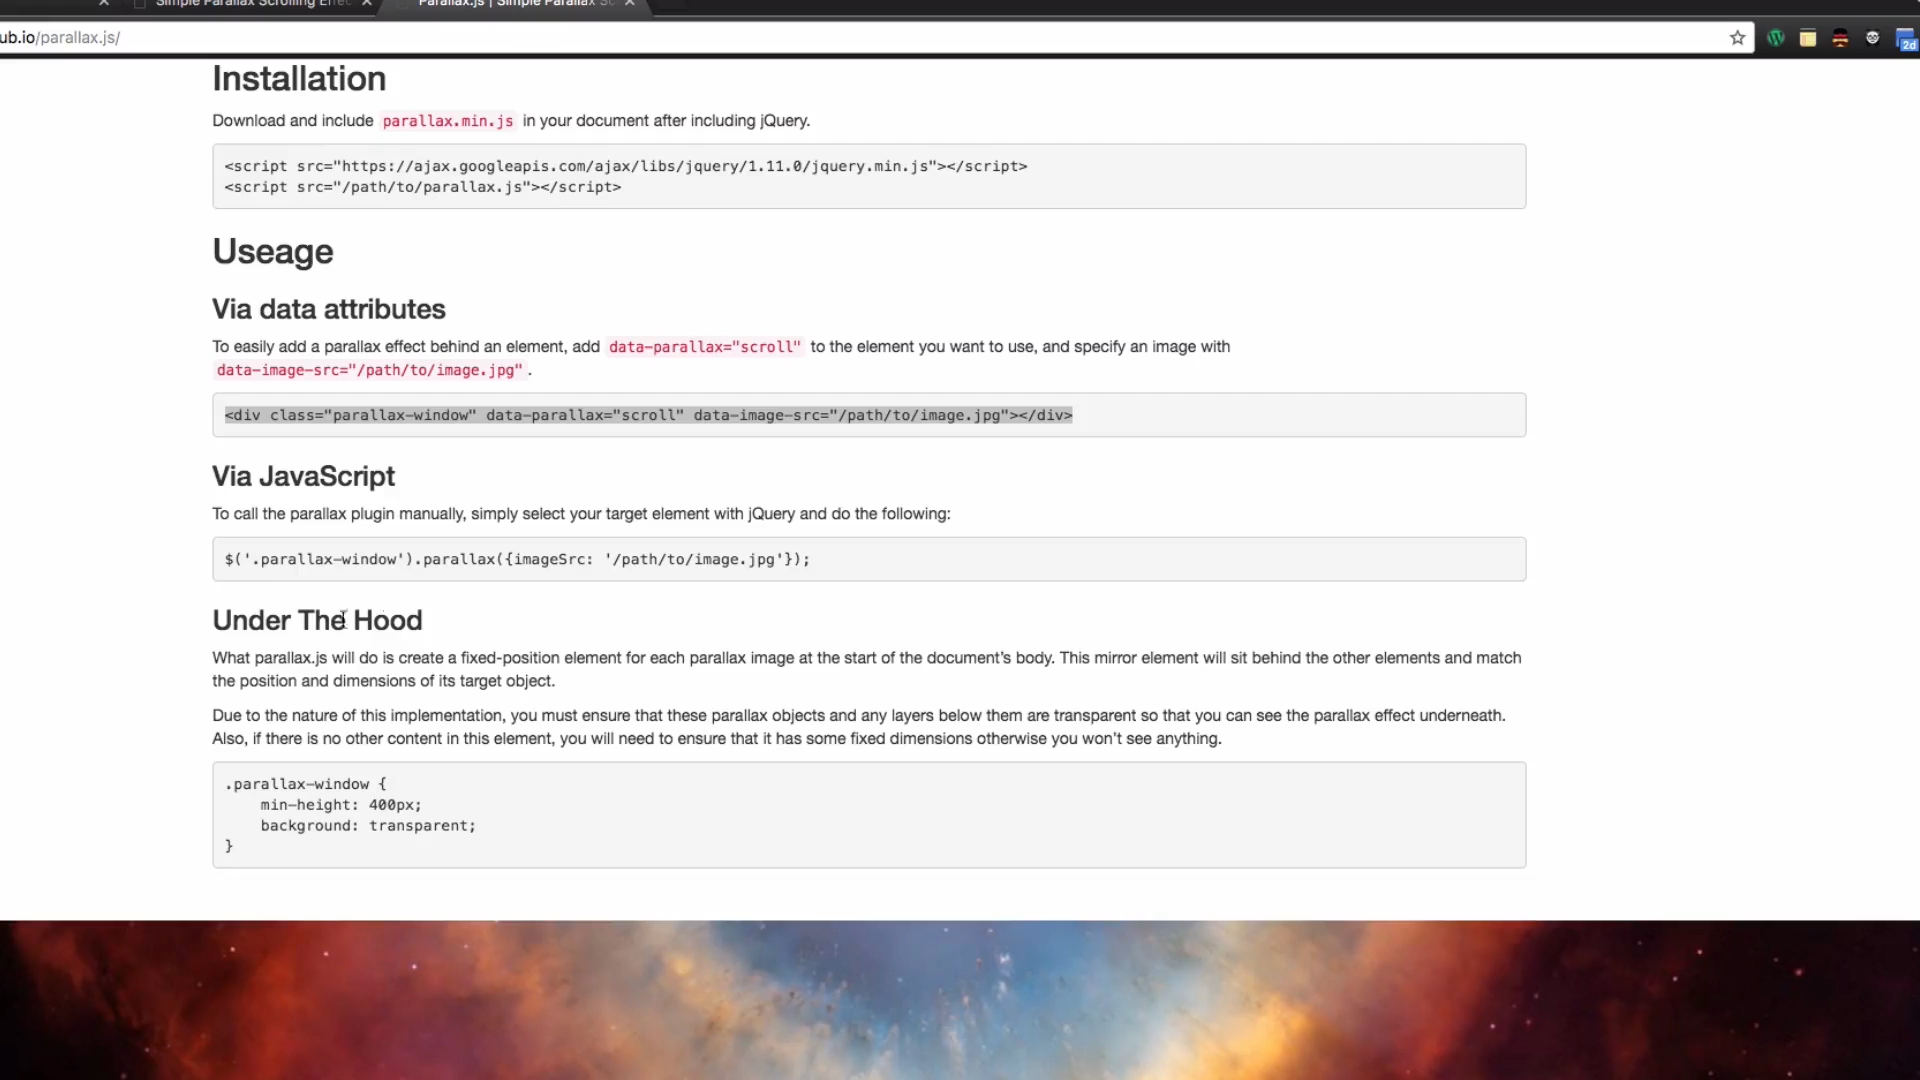 Simple Parallax Scrolling Effec
Parallax.js | Simple Parallax Sc
ub.io/parallax.js/
2d
Installation
Download and include parallax.min.js in your document after including jQuery.
<script src="https://ajax.googleapis.com/ajax/libs/jquery/1.11.0/jquery.min.js"></script>
<script src="/path/to/parallax.js"></script>
Useage
Via data attributes
To easily add a parallax effect behind an element, add data-parallax="scroll" to the element you want to use, and specify an image with
data-image-src="/path/to/image.jpg".
<div class="parallax-window" data-parallax="scroll" data-image-src="/path/to/image.jpg"></div>
Via JavaScript
To call the parallax plugin manually, simply select your target element with jQuery and do the following:
$('.parallax-window').parallax({imageSrc: '/path/to/image.jpg'});
Under The Hood
What parallax.js will do is create a fixed-position element for each parallax image at the start of the document's body. This mirror element will sit behind the other elements and match
the position and dimensions of its target object.
Due to the nature of this implementation, you must ensure that these parallax objects and any layers below them are transparent so that you can see the parallax effect underneath.
Also, if there is no other content in this element, you will need to ensure that it has some fixed dimensions otherwise you won't see anything.
.parallax-window {
    min-height: 400px;
    background: transparent;
}